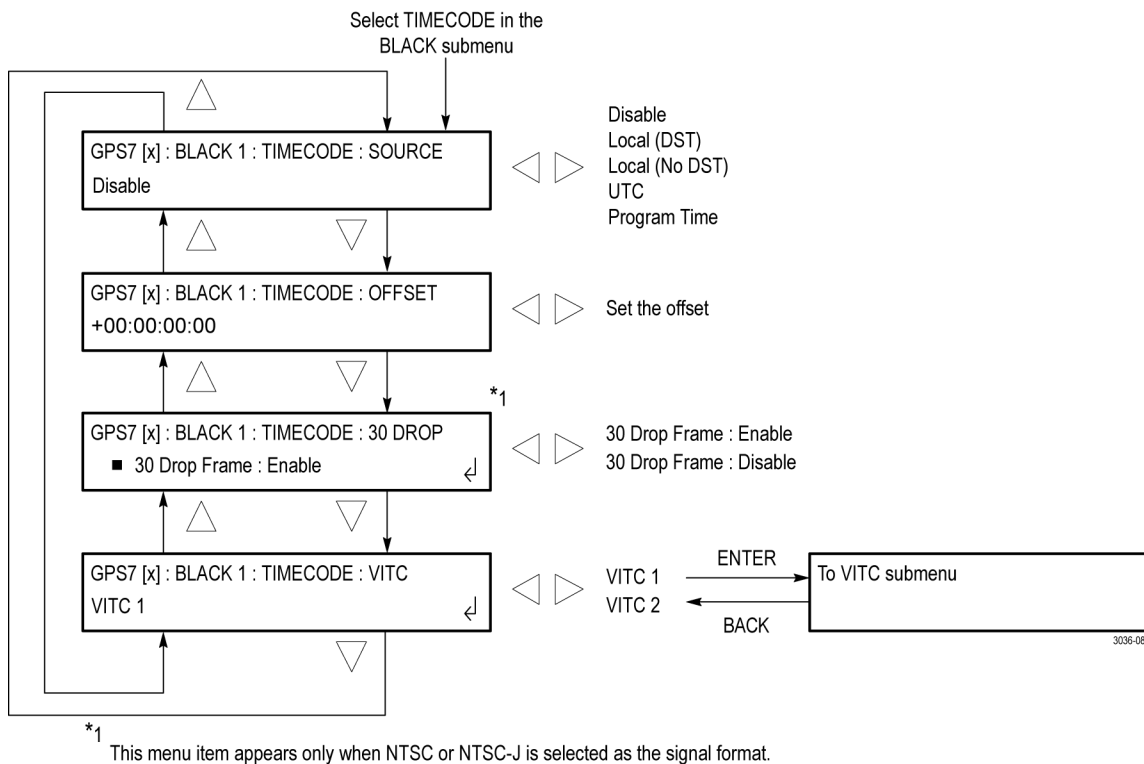 Select TIMECODE in the
BLACK submenu
GPS7 [x] : BLACK 1 : TIMECODE : SOURCE
Disable
Disable
Local (DST)
Local (No DST)
UTC
Program Time
GPS7 [x] : BLACK 1 : TIMECODE : OFFSET
+00:00:00:00
Set the offset
*1
GPS7 [x] : BLACK 1 : TIMECODE : 30 DROP
■ 30 Drop Frame : Enable
30 Drop Frame : Enable
30 Drop Frame : Disable
GPS7 [x] : BLACK 1 : TIMECODE : VITC
VITC 1
VITC 1
VITC 2
ENTER
BACK
To VITC submenu
*1
This menu item appears only when NTSC or NTSC-J is selected as the signal format.